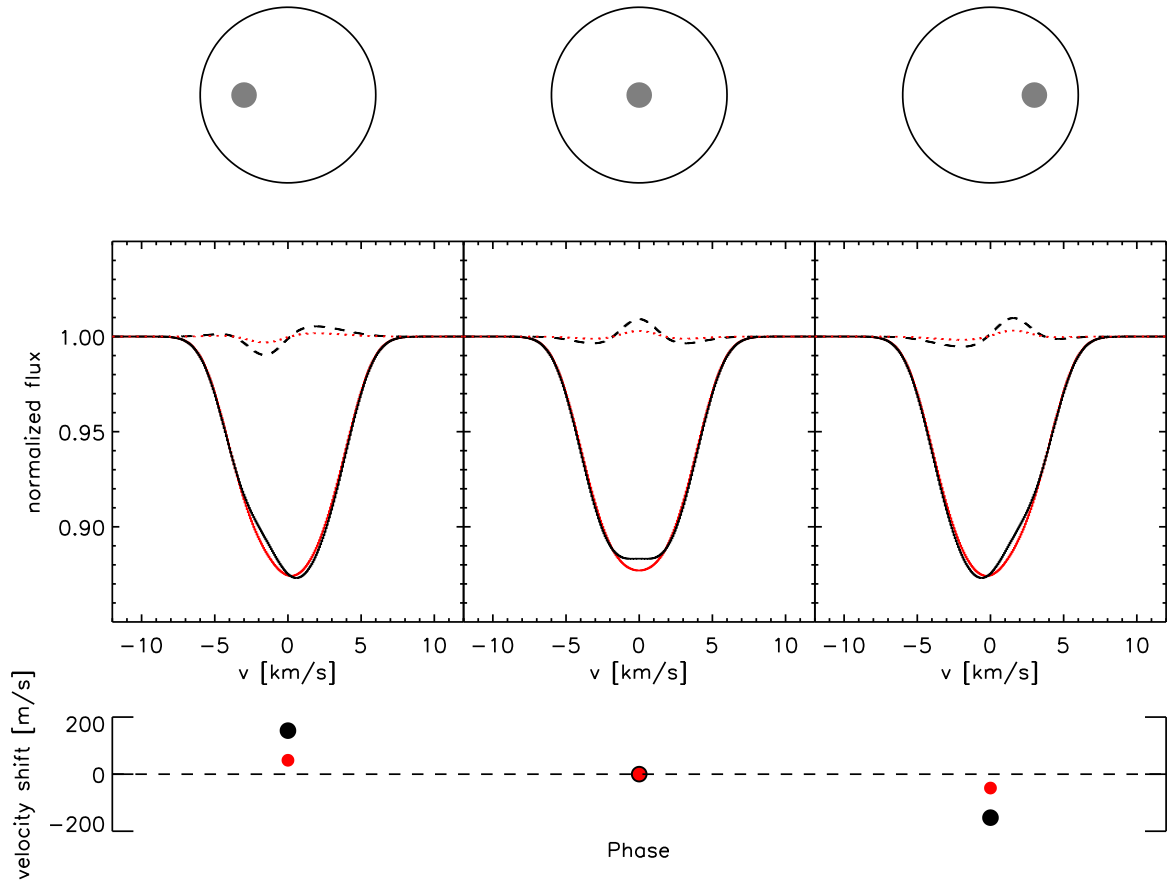 normalized flux
1.00
0.95
0.90
−10 −5 0 5 10 −10 −5 0 5 10 −10 −5 0 5 10
v [km/s] v [km/s] v [km/s]
velocity shift [m/s]
200
0
−200
Phase